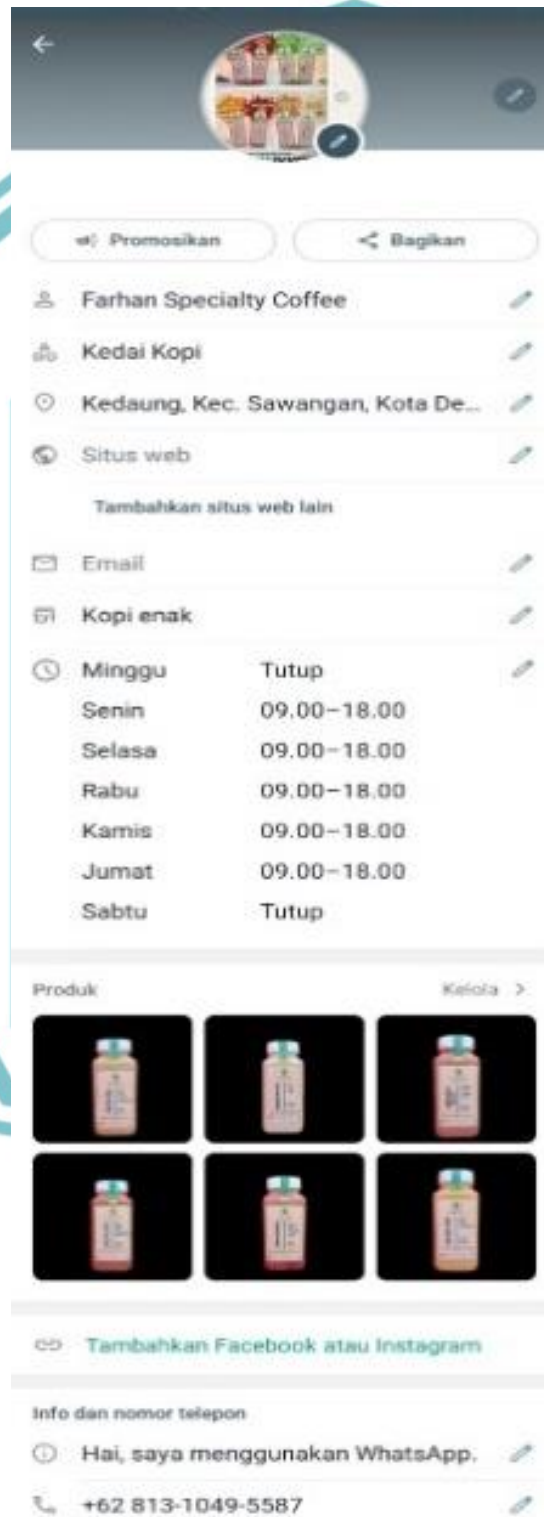 Promosikan
Bagikan
Farhan Specialty Coffee
Kedai Kopi
Kedaung, Kec. Sawangan, Kota De...
Situs web
Tambahkan situs web lain
Email
Kopi enak
Minggu Tutup
Senin 09.00–18.00
Selasa 09.00–18.00
Rabu 09.00–18.00
Kamis 09.00–18.00
Jumat 09.00–18.00
Sabtu Tutup
Produk Kelola >
Tambahkan Facebook atau Instagram
Info dan nomor telepon
Hai, saya menggunakan WhatsApp.
+62 813-1049-5587